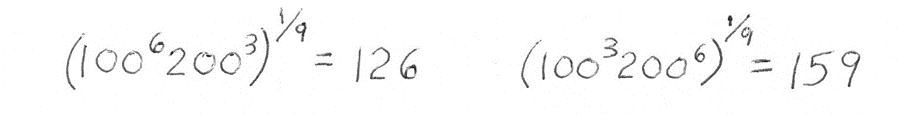 (100⁶200³)^1/9 = 126 (100³200⁶)^1/9 = 159